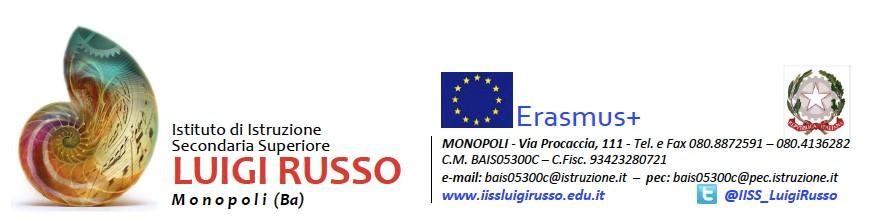 Istituto di Istruzione
Secondaria Superiore
LUIGI RUSSO
Monopoli (Ba)
Erasmus+
MONOPOLI - Via Procaccia, 111 - Tel. e Fax 080.8872591 – 080.4136282
C.M. BAIS05300C – C.Fisc. 93423280721
e-mail: bais05300c@istruzione.it – pec: bais05300c@pec.istruzione.it
www.iissluigirusso.edu.it @IISS_LuigiRusso